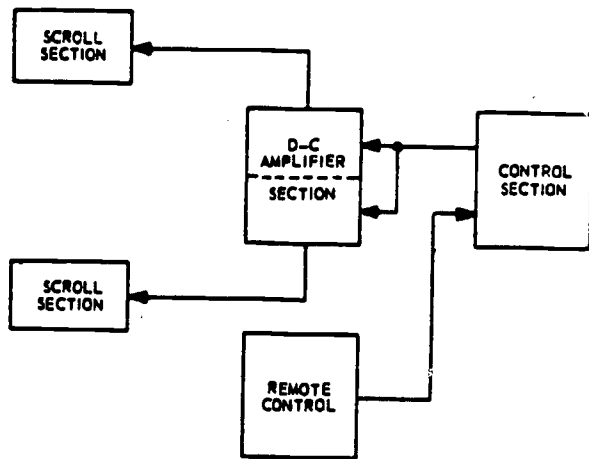 SCROLL
SECTION
D-C
AMPLIFIER
SECTION
CONTROL
SECTION
SCROLL
SECTION
REMOTE
CONTROL